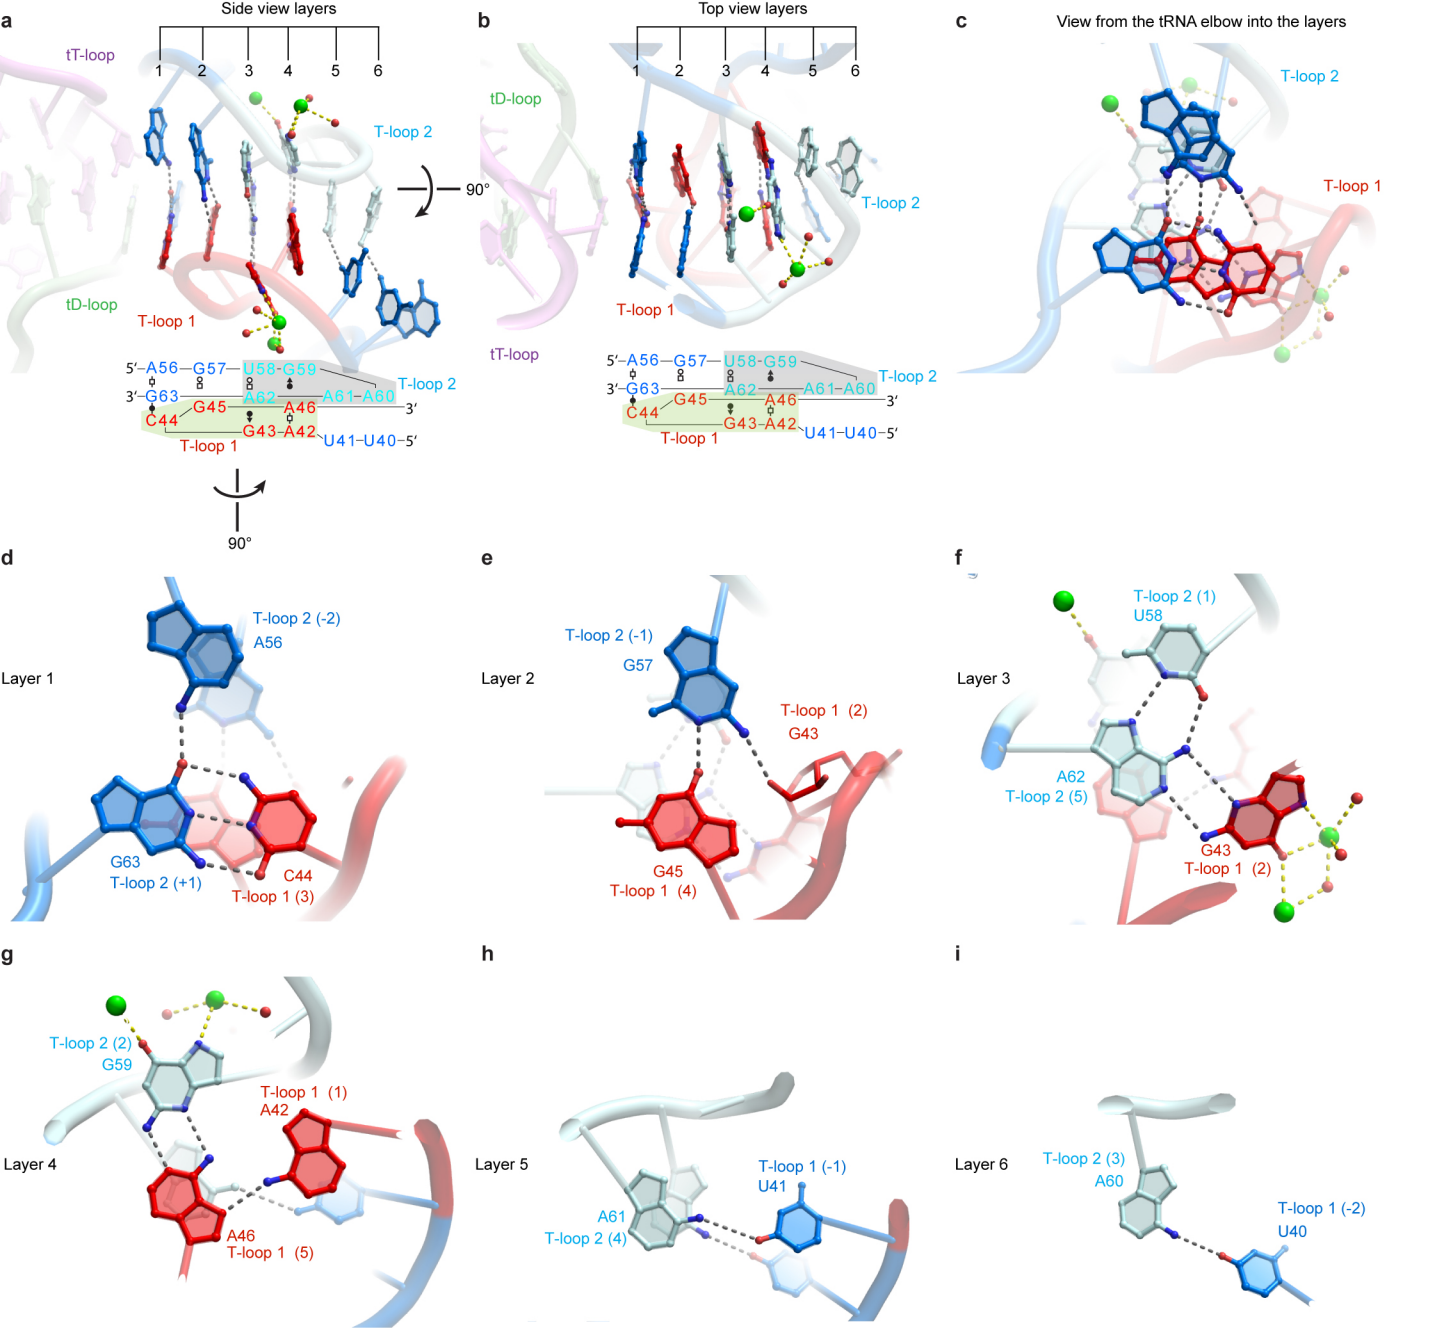 a
Side view layers
1 2 3 4 5 6
tT-loop
T-loop 2
90°
tD-loop
T-loop 1
5′ A56 G57 U58 G59
T-loop 2
3′ G63 A62 A61 A60
G45 A46 3′
C44
G43 A42
T-loop 1
U41 U40 5′
90°
b
Top view layers
1 2 3 4 5 6
tD-loop
T-loop 2
T-loop 1
tT-loop
5′ A56 G57 U58 G59
T-loop 2
3′ G63 A62 A61 A60
G45 A46 3′
C44
G43 A42
T-loop 1
U41 U40 5′
c
View from the tRNA elbow into the layers
T-loop 2
T-loop 1
d
T-loop 2 (-2)
A56
Layer 1
G63
T-loop 2 (+1)
C44
T-loop 1 (3)
e
T-loop 2 (-1)
G57
Layer 2
T-loop 1 (2)
G43
G45
T-loop 1 (4)
f
T-loop 2 (1)
U58
Layer 3
A62
T-loop 2 (5)
G43
T-loop 1 (2)
g
T-loop 2 (2)
G59
T-loop 1 (1)
A42
Layer 4
A46
T-loop 1 (5)
h
Layer 5
T-loop 1 (-1)
U41
A61
T-loop 2 (4)
i
Layer 6
T-loop 2 (3)
A60
T-loop 1 (-2)
U40